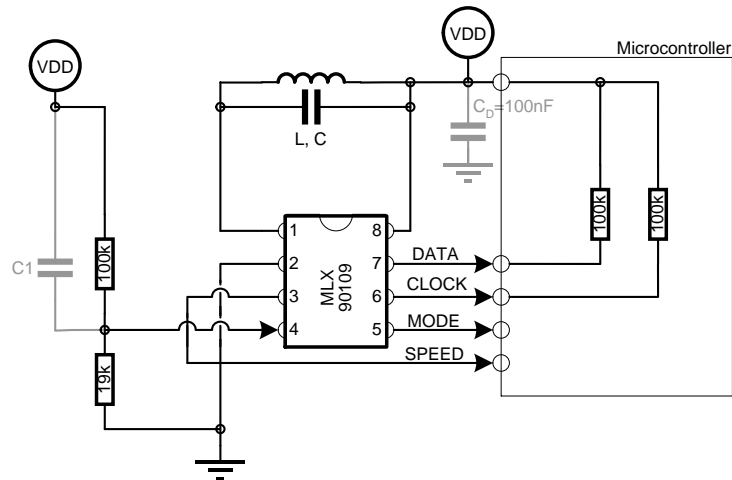 VDD
Microcontroller
VDD
C_D=100nF
L, C
C1
100k
100k
100k
1
8
2
7
DATA
3
6
CLOCK
4
5
MODE
MLX
90109
SPEED
19k